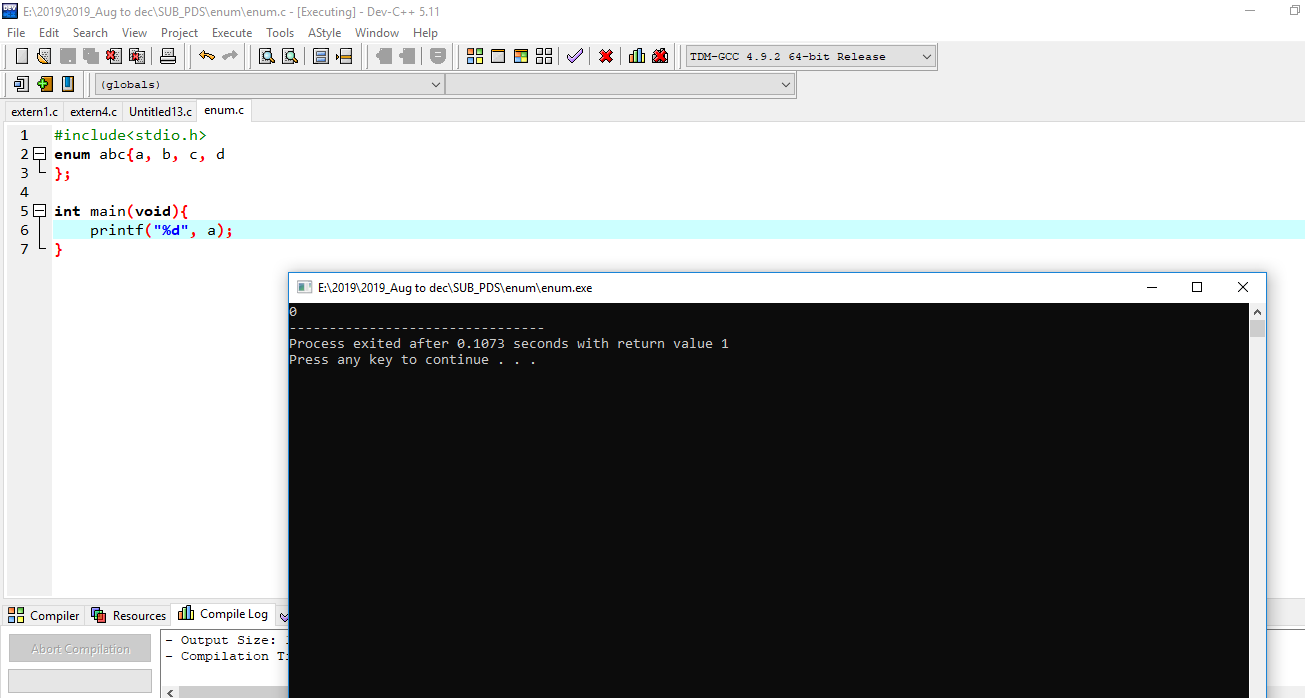 E:\2019\2019_Aug to dec\SUB_PDS\enum\enum.c - [Executing] - Dev-C++ 5.11
File Edit Search View Project Execute Tools AStyle Window Help
TDM-GCC 4.9.2 64-bit Release
(globals)
extern1.c extern4.c Untitled13.c enum.c
1 #include<stdio.h>
2 enum abc{a, b, c, d
3 };
4
5 int main(void){
6 printf("%d", a);
7 }
E:\2019\2019_Aug to dec\SUB_PDS\enum\enum.exe
0
--------------------------------
Process exited after 0.1073 seconds with return value 1
Press any key to continue . . .
Compiler Resources Compile Log
Abort Compilation
- Output Size:
- Compilation